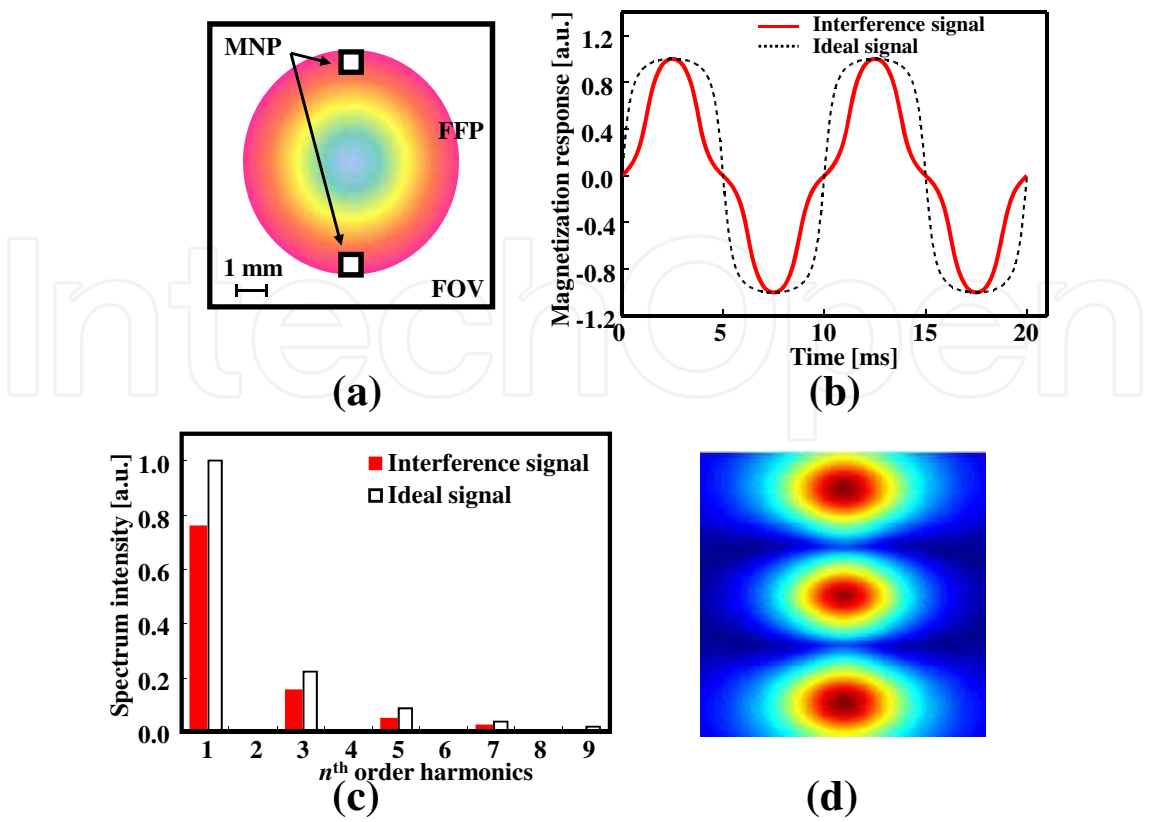 MNP
FFP
1 mm
FOV
(a)
Interference signal
Ideal signal
Magnetization response [a.u.]
1.2
0.8
0.4
0.0
-0.4
-0.8
-1.2
0
5
10
15
20
Time [ms]
(b)
IntechOpen
Interference signal
Ideal signal
Spectrum intensity [a.u.]
1.0
0.8
0.6
0.4
0.2
0.0
1 2 3 4 5 6 7 8 9
nth order harmonics
(c)
(d)